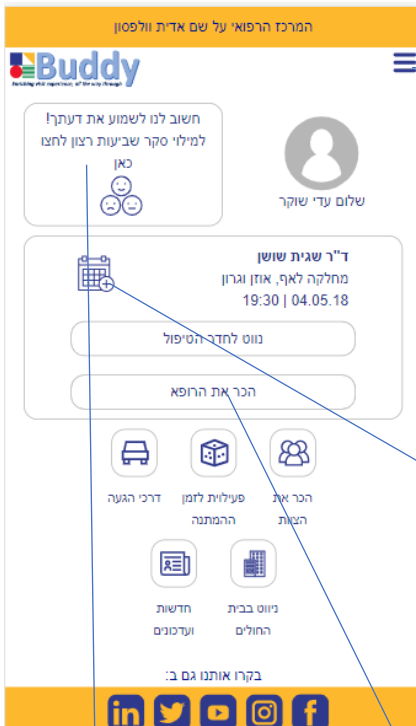 המרכז הרפואי על שם אדית וולפסון
Buddy
Enriching visit experience, all the way through
חשוב לנו לשמוע את דעתך!
למילוי סקר שביעות רצון לחצו
כאן
שלום עדי שוקר
ד"ר שגית שושן
מחלקה לאף, אוזן וגרון
04.05.18 | 19:30
נווט לחדר הטיפול
הכר את הרופא
הכר את
הצוות
פעילוית לזמן
ההמתנה
דרכי הגעה
ניווט בבית
החולים
חדשות
ועדכונים
בקרו אותנו גם ב: